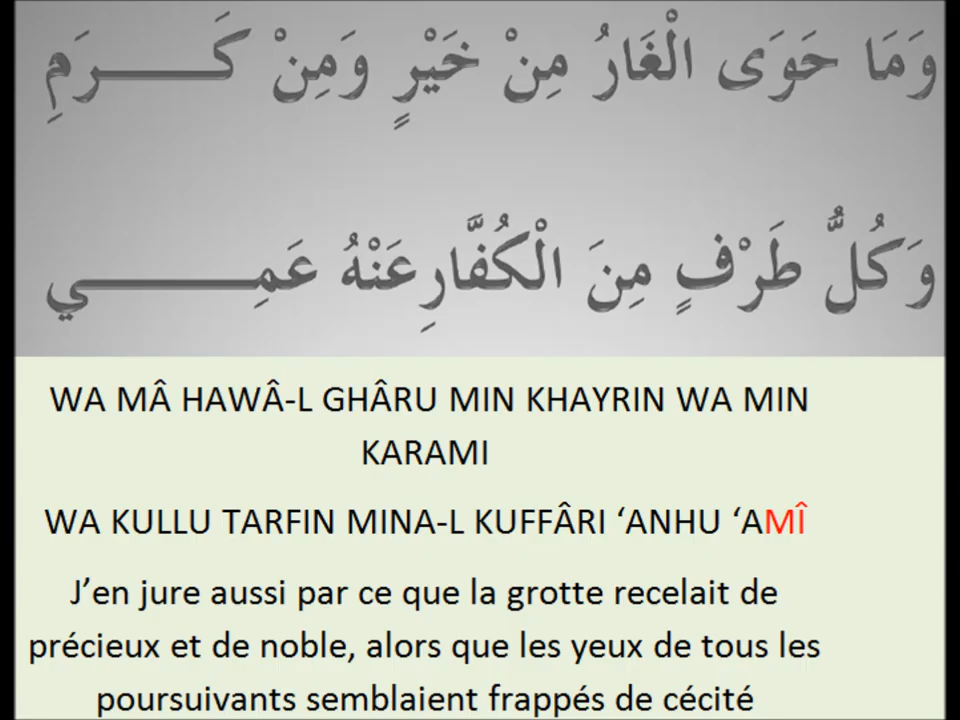 وَمَا حَوَى الْغَارُ مِنْ خَيْرٍ وَمِنْ كَـــــرَمِ
وَكُلُّ طَرْفٍ مِنَ الْكُفَّارِ عَنْهُ عَمِــــــــي
WA MÂ HAWÂ-L GHÂRU MIN KHAYRIN WA MIN
KARAMI
WA KULLU TARFIN MINA-L KUFFÂRI ‘ANHU ‘AMÎ
J’en jure aussi par ce que la grotte recelait de
précieux et de noble, alors que les yeux de tous les
poursuivants semblaient frappés de cécité